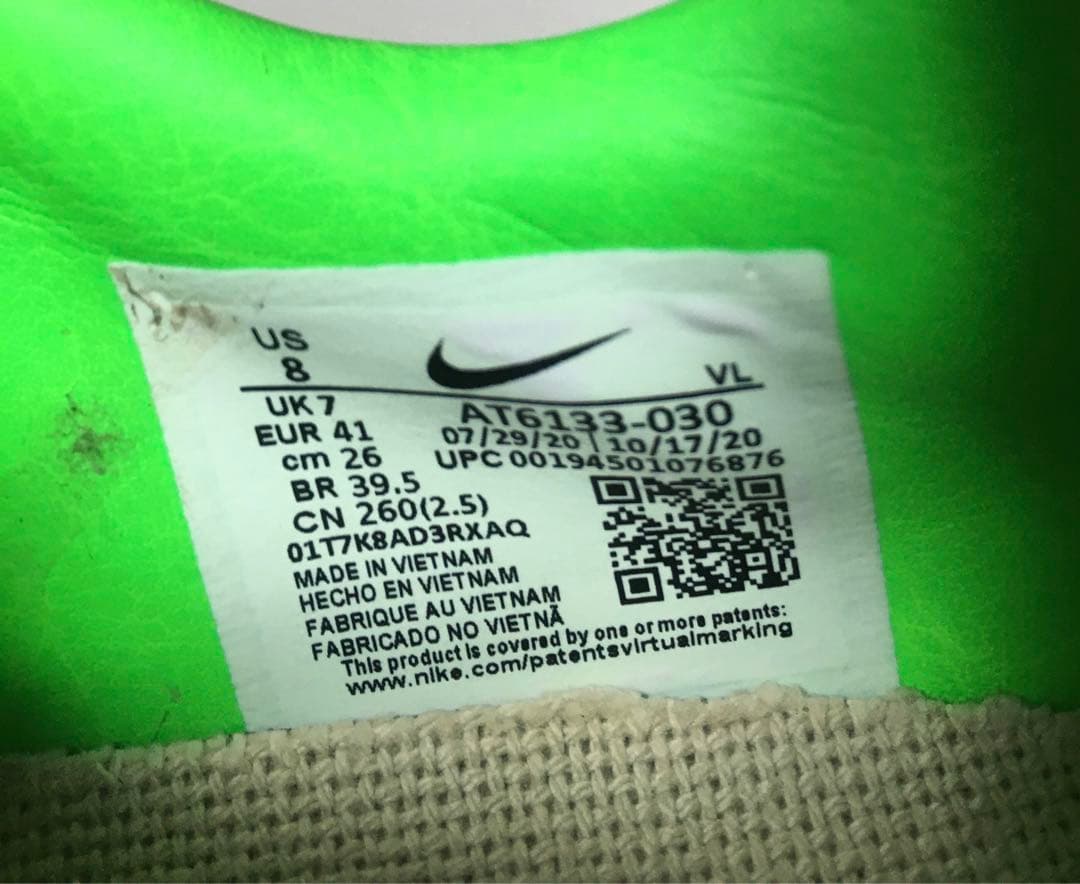 US
8
VL
UK 7
AT6133-030
EUR 41
07/29/20 | 10/17/20
cm 26
UPC 00194501076876
BR 39.5
CN 260(2.5)
01T7K8AD3RXAQ
MADE IN VIETNAM
HECHO EN VIETNAM
FABRIQUE AU VIETNAM
FABRICADO NO VIETNÃ
This product is covered by one or more patents:
www.nike.com/patentsvirtualmarking